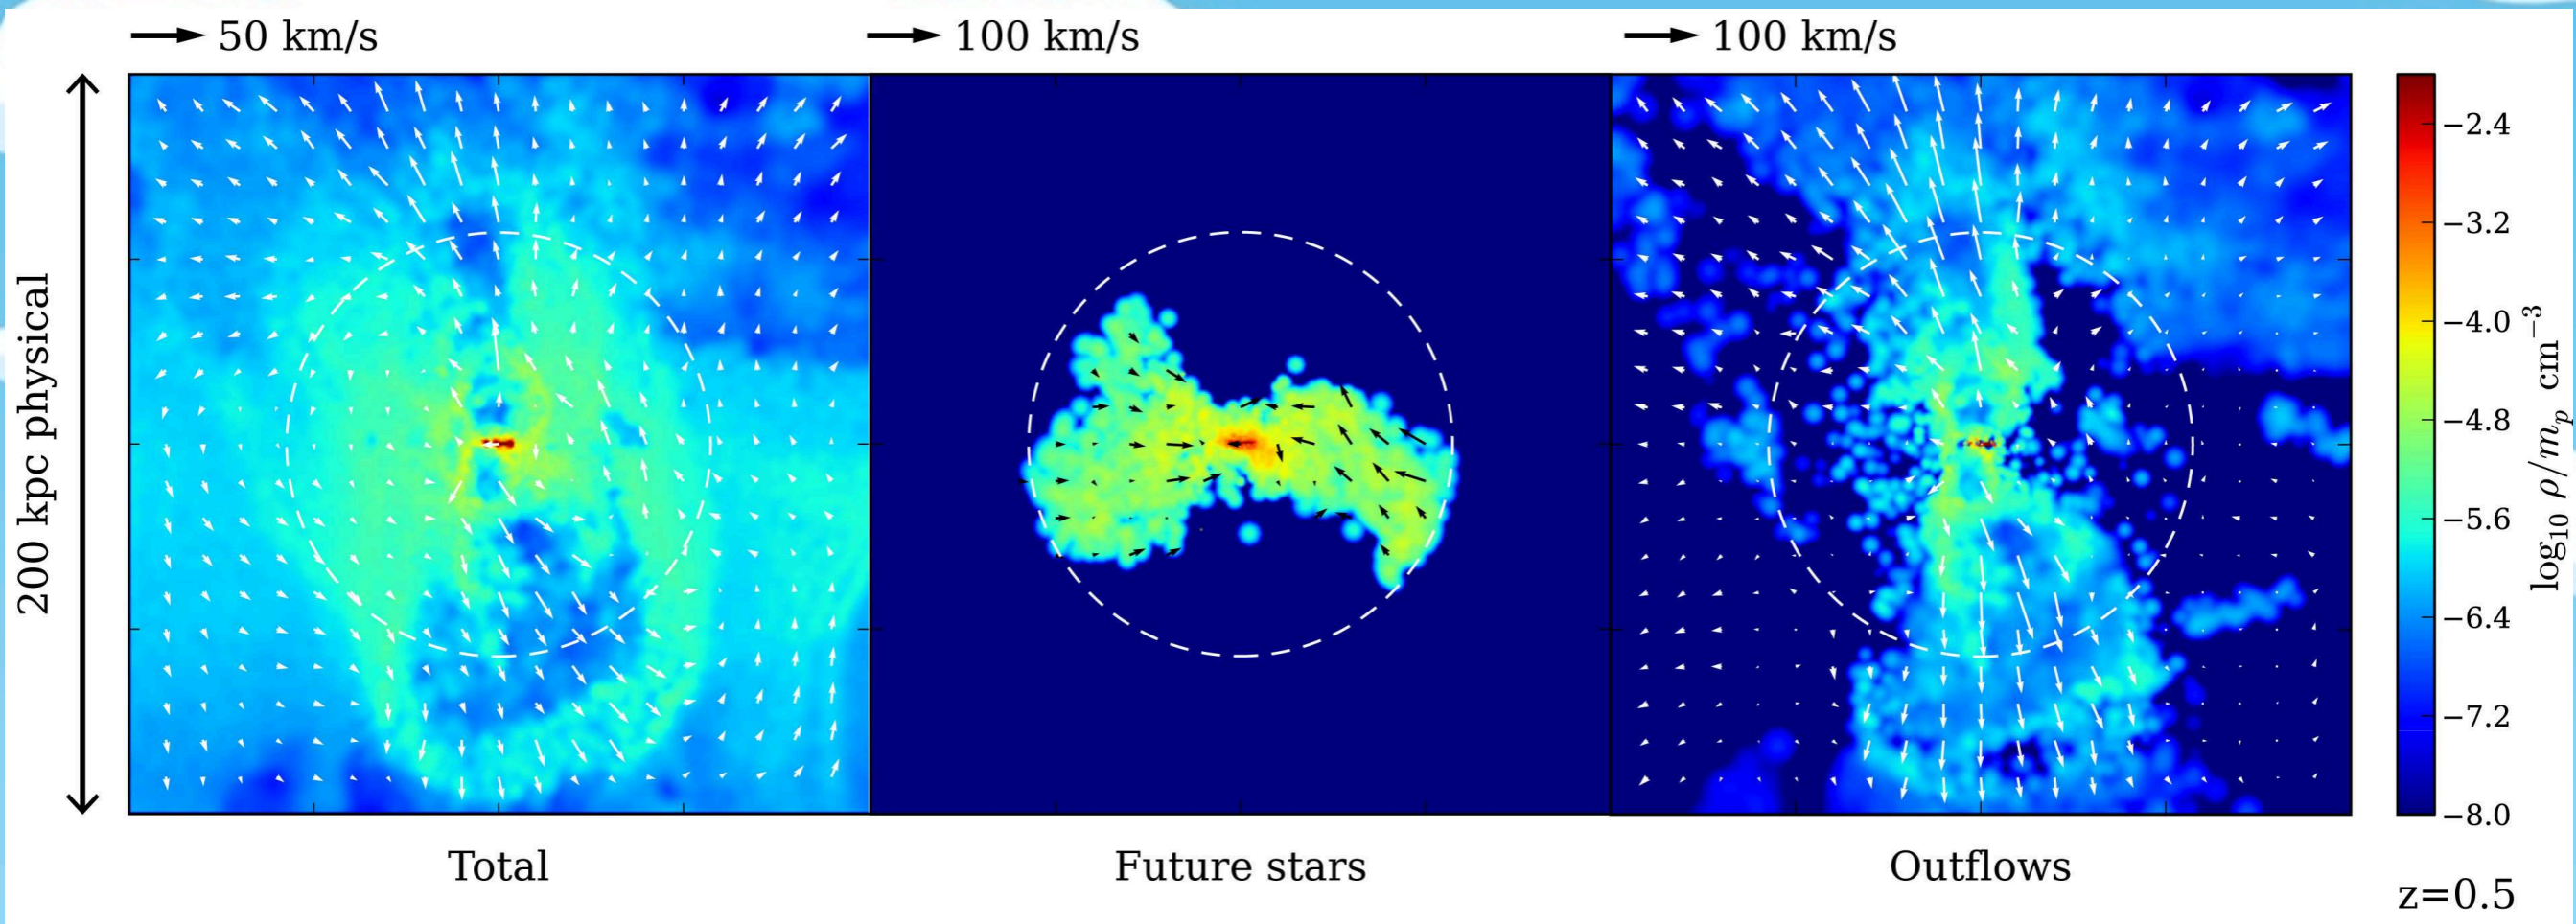 50 km/s
100 km/s
100 km/s
200 kpc physical
−2.4
−3.2
−4.0
−4.8
−5.6
−6.4
−7.2
−8.0
log₁₀ ρ/mₚ cm⁻³
Total
Future stars
Outflows
z=0.5